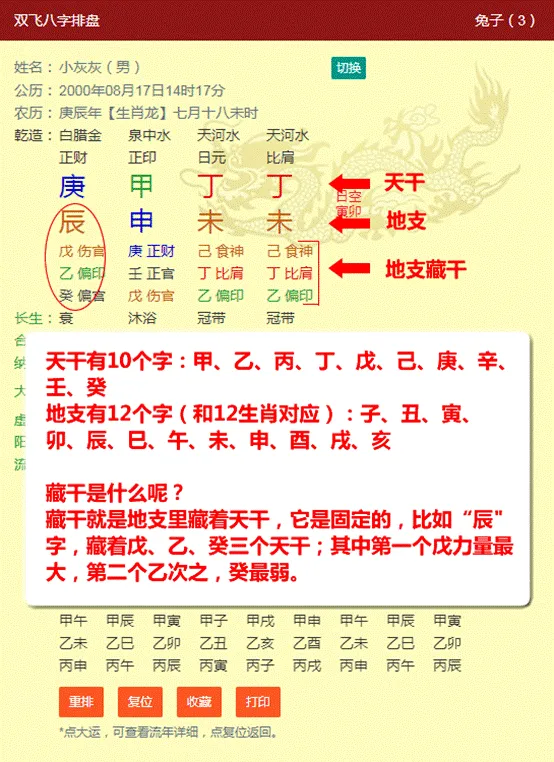 双飞八字排盘 兔子（3）
姓名：小灰灰（男） 切换
公历：2000年08月17日14时17分
农历：庚辰年【生肖龙】七月十八未时
乾造：白腊金 泉中水 天河水 天河水
正财 正印 日元 比肩
庚 甲 丁 丁 天干
日空
寅卯
辰 申 未 未 地支
戊 伤官 庚 正财 己 食神 己 食神
乙 偏印 壬 正官 丁 比肩 丁 比肩 地支藏干
癸 偏官 戊 伤官 乙 偏印 乙 偏印
长生：衰 沐浴 冠带 冠带
合
纳
大
虚
阳
流
天干有10个字：甲、乙、丙、丁、戊、己、庚、辛、
壬、癸
地支有12个字（和12生肖对应）：子、丑、寅、
卯、辰、巳、午、未、申、酉、戌、亥
藏干是什么呢？
藏干就是地支里藏着天干，它是固定的，比如“辰"
字，藏着戊、乙、癸三个天干；其中第一个戊力量最
大，第二个乙次之，癸最弱。
甲午 甲辰 甲寅 甲子 甲戌 甲申 甲午 甲辰 甲寅
乙未 乙巳 乙卯 乙丑 乙亥 乙酉 乙未 乙巳 乙卯
丙申 丙午 丙辰 丙寅 丙子 丙戌 丙申 丙午 丙辰
重排 复位 收藏 打印
*点大运，可查看流年详细，点复位返回。